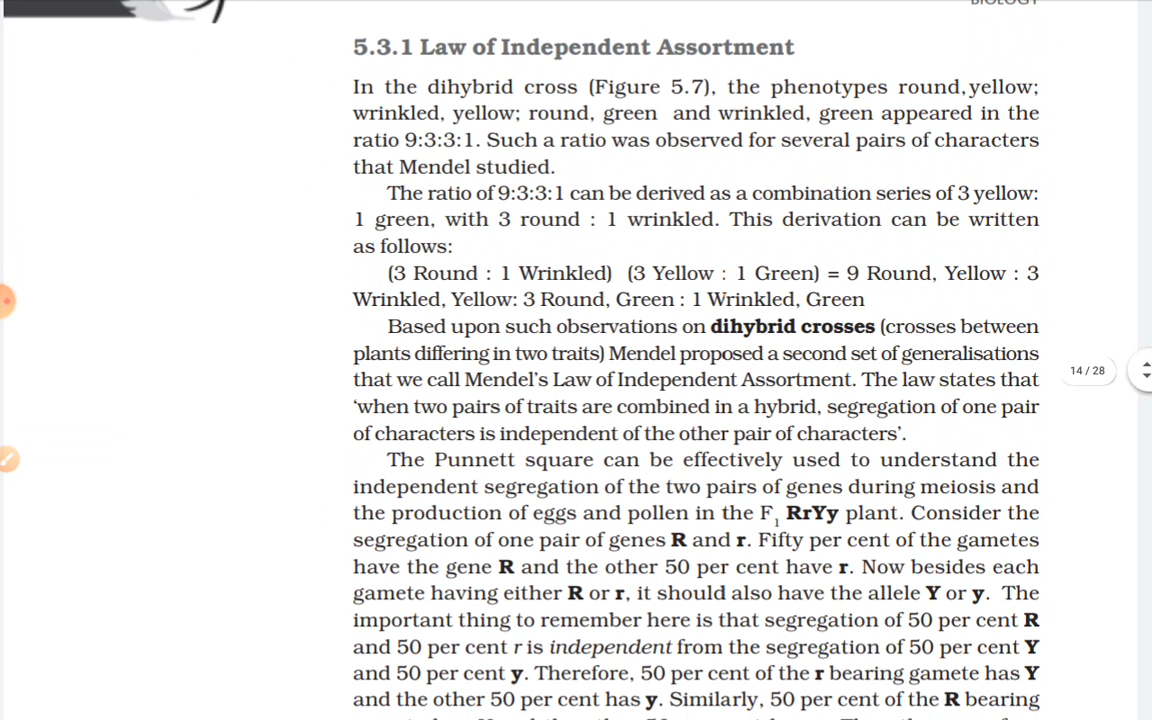 5.3.1 Law of Independent Assortment
In the dihybrid cross (Figure 5.7), the phenotypes round, yellow;
wrinkled, yellow; round, green and wrinkled, green appeared in the
ratio 9:3:3:1. Such a ratio was observed for several pairs of characters
that Mendel studied.
The ratio of 9:3:3:1 can be derived as a combination series of 3 yellow:
1 green, with 3 round : 1 wrinkled. This derivation can be written
as follows:
(3 Round : 1 Wrinkled) (3 Yellow : 1 Green) = 9 Round, Yellow : 3
Wrinkled, Yellow: 3 Round, Green : 1 Wrinkled, Green
Based upon such observations on dihybrid crosses (crosses between
plants differing in two traits) Mendel proposed a second set of generalisations
that we call Mendel's Law of Independent Assortment. The law states that
'when two pairs of traits are combined in a hybrid, segregation of one pair
of characters is independent of the other pair of characters'.
The Punnett square can be effectively used to understand the
independent segregation of the two pairs of genes during meiosis and
the production of eggs and pollen in the F1 RrYy plant. Consider the
segregation of one pair of genes R and r. Fifty per cent of the gametes
have the gene R and the other 50 per cent have r. Now besides each
gamete having either R or r, it should also have the allele Y or y. The
important thing to remember here is that segregation of 50 per cent R
and 50 per cent r is independent from the segregation of 50 per cent Y
and 50 per cent y. Therefore, 50 per cent of the r bearing gamete has Y
and the other 50 per cent has y. Similarly, 50 per cent of the R bearing
14 / 28